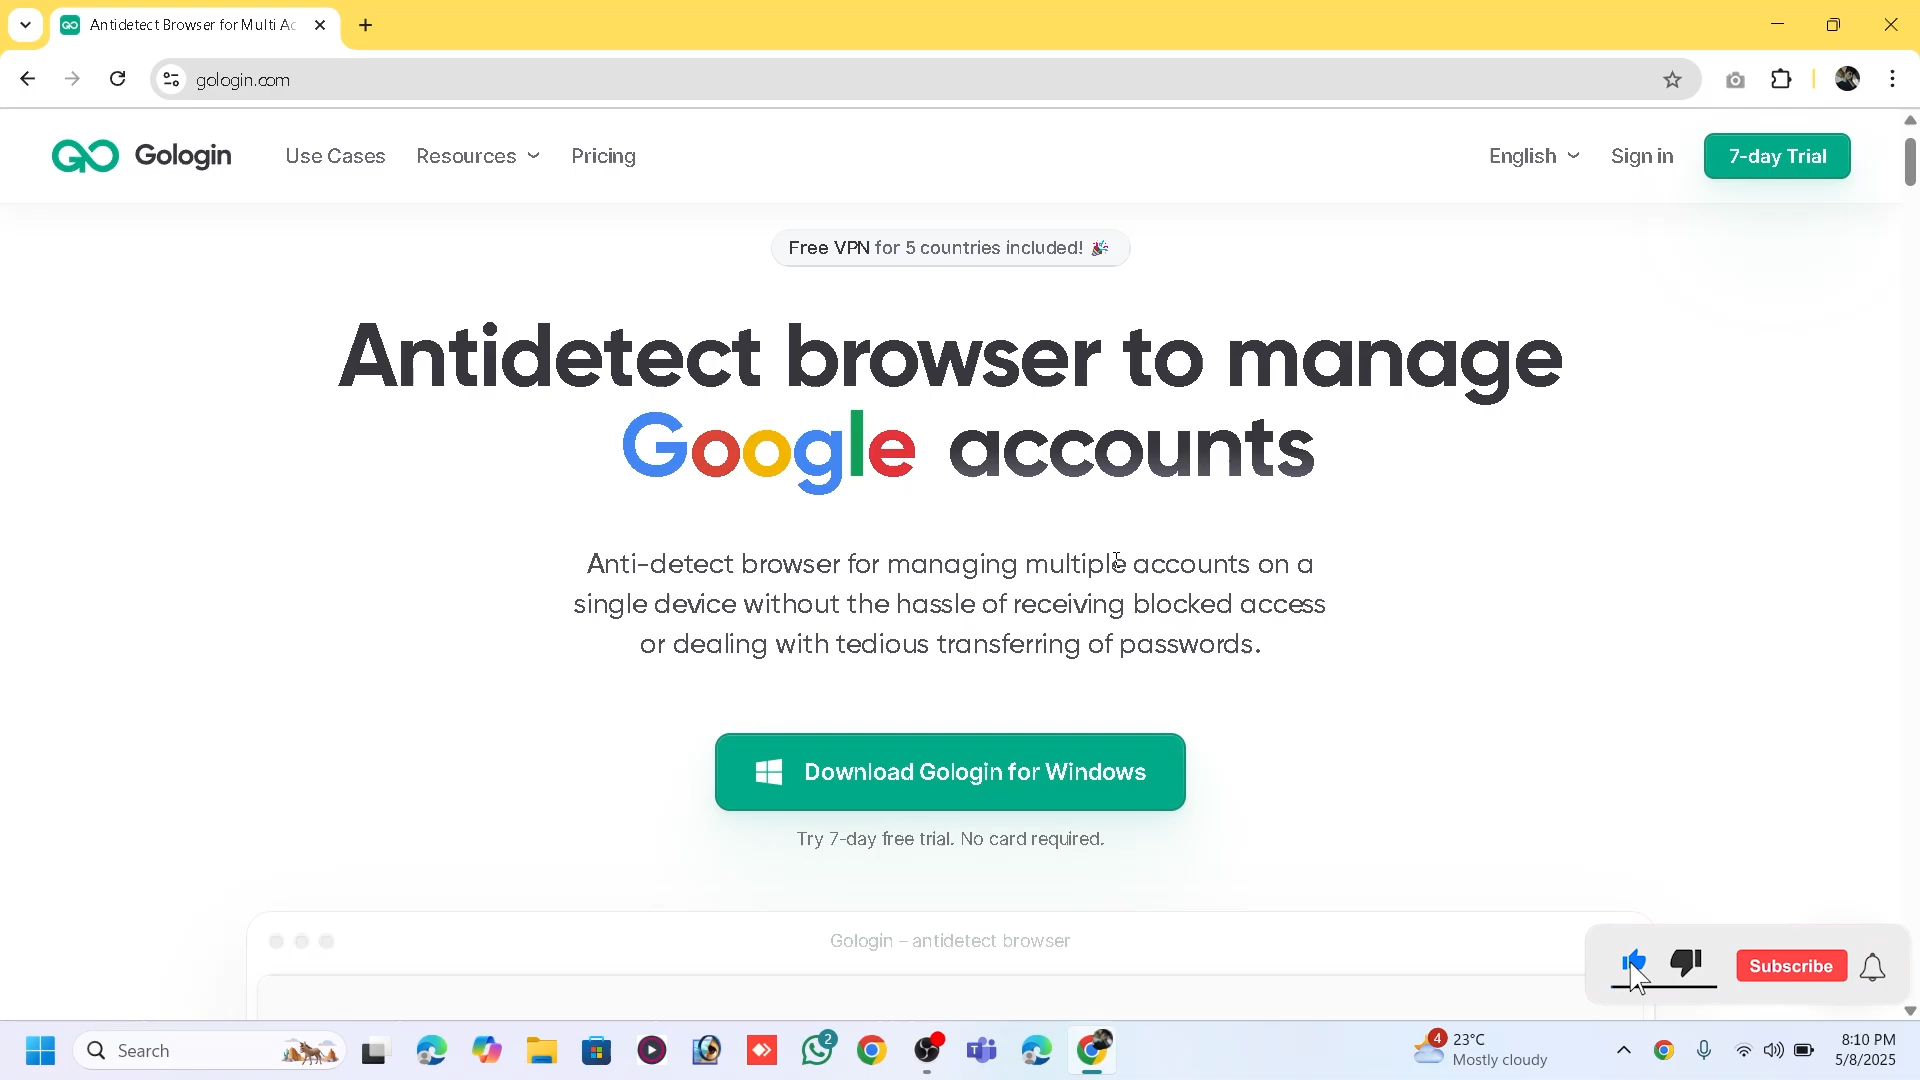 Antidetect Browser for Multi Ac
gologin.com
Gologin
Use Cases
Resources
Pricing
English
Sign in
7-day Trial
Free VPN for 5 countries included! 🎉
Antidetect browser to manage
Google accounts
Anti-detect browser for managing multiple accounts on a
single device without the hassle of receiving blocked access
or dealing with tedious transferring of passwords.
Download Gologin for Windows
Try 7-day free trial. No card required.
Gologin – antidetect browser
Subscribe
Search
2
4
23°C
Mostly cloudy
8:10 PM
5/8/2025